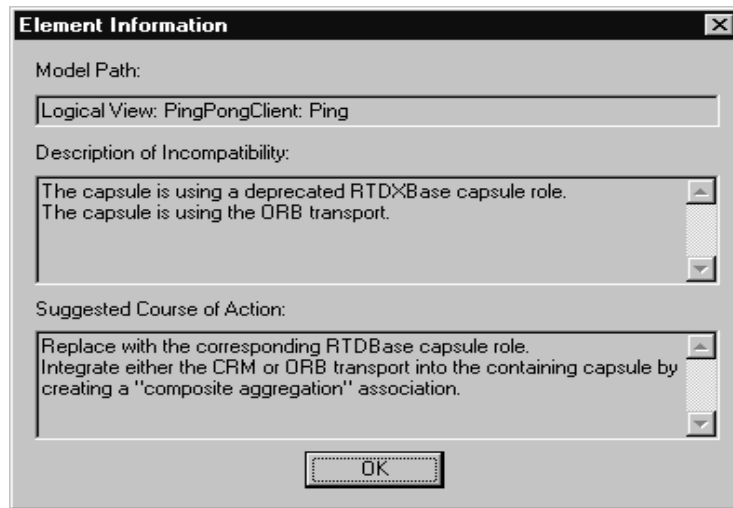 Element Information
Model Path:
Logical View: PingPongClient: Ping
Description of Incompatibility:
The capsule is using a deprecated RTDXBase capsule role.
The capsule is using the ORB transport.
Suggested Course of Action:
Replace with the corresponding RTDBase capsule role.
Integrate either the CRM or ORB transport into the containing capsule by
creating a "composite aggregation" association.
OK